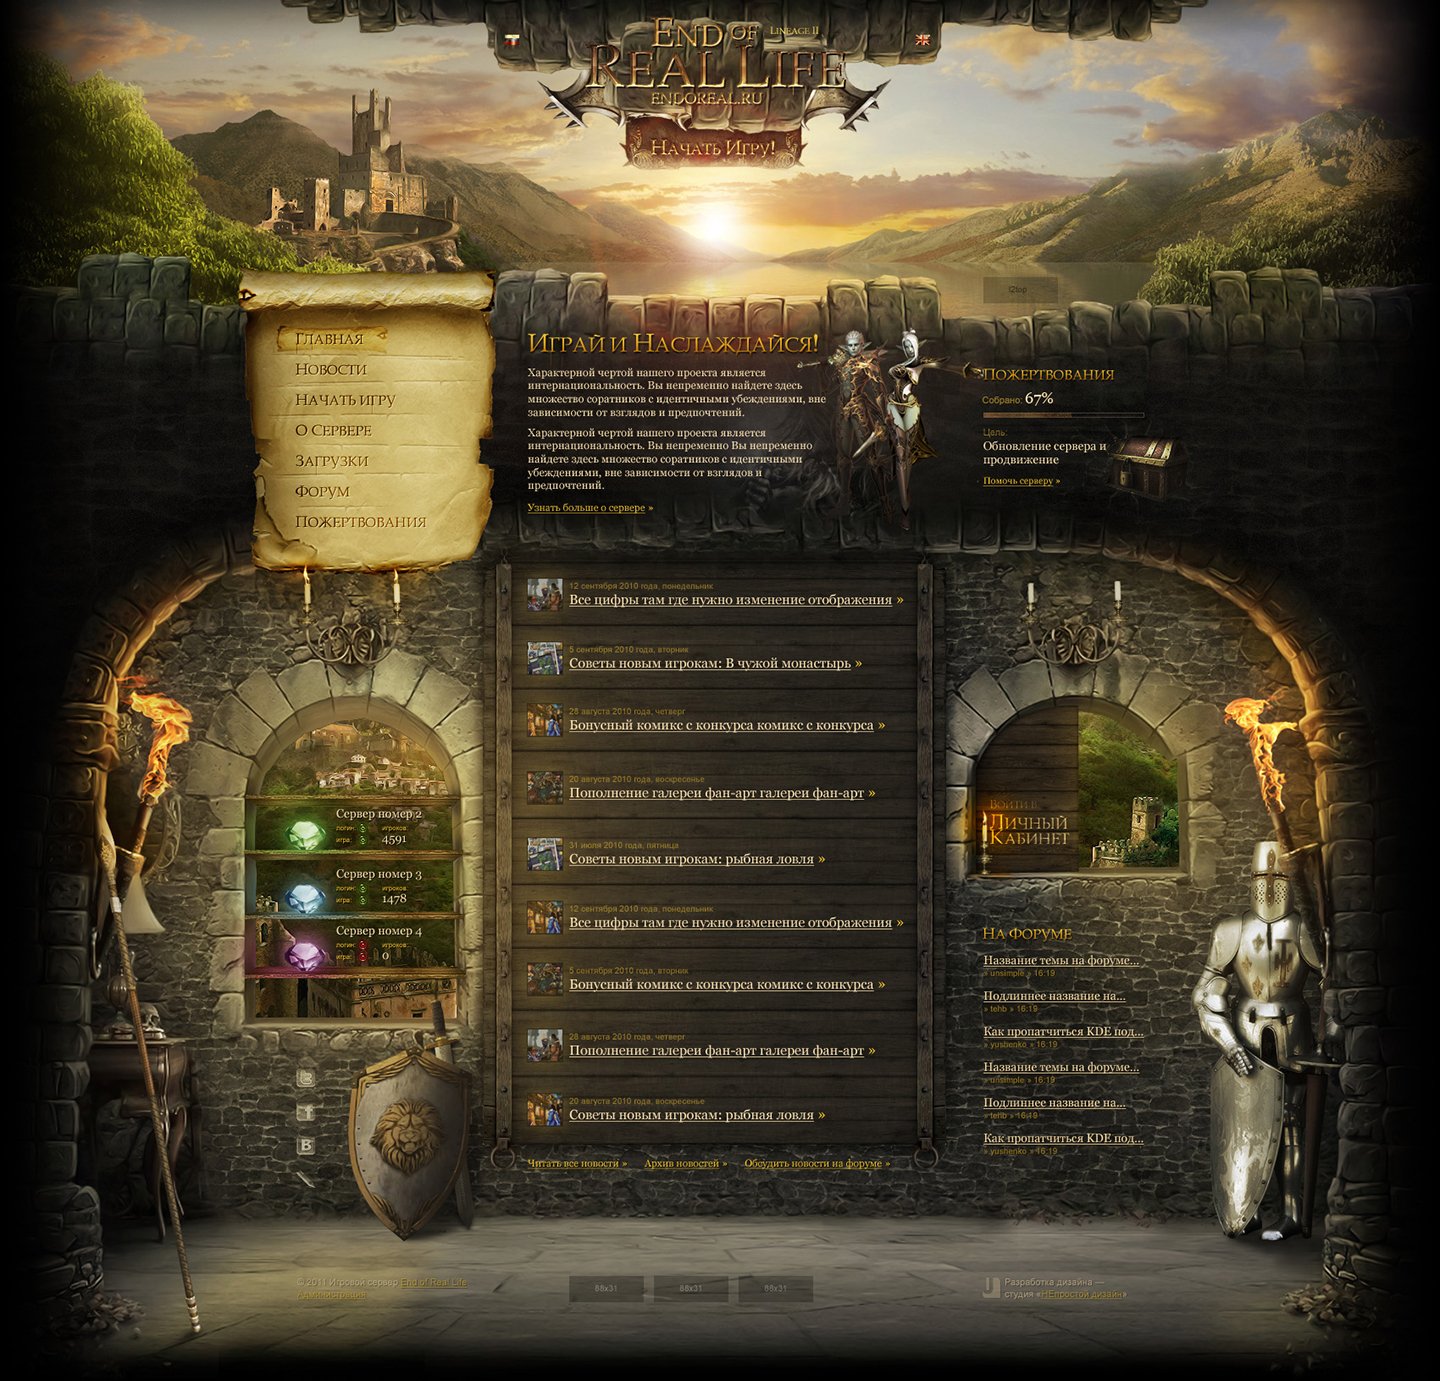 End of
Lineage II
Real Life
endoreal.ru
Начать Игру!
l2top
Главная
Новости
Начать игру
О Сервере
Загрузки
Форум
Пожертвования
Играй и Наслаждайся!
Характерной чертой нашего проекта является
интернациональность. Вы непременно найдете здесь
множество соратников с идентичными убеждениями, вне
зависимости от взглядов и предпочтений.
Характерной чертой нашего проекта является
интернациональность. Вы непременно Вы непременно
найдете здесь множество соратников с идентичными
убеждениями, вне зависимости от взглядов и
предпочтений.
Узнать больше о сервере »
Пожертвования
Собрано: 67%
Цель:
Обновление сервера и
продвижение
Помочь серверу »
12 сентября 2010 года, понедельник
Все цифры там где нужно изменение отображения »
5 сентября 2010 года, вторник
Советы новым игрокам: В чужой монастырь »
28 августа 2010 года, четверг
Бонусный комикс с конкурса комикс с конкурса »
20 августа 2010 года, воскресенье
Пополнение галереи фан-арт галереи фан-арт »
31 июля 2010 года, пятница
Советы новым игрокам: рыбная ловля »
12 сентября 2010 года, понедельник
Все цифры там где нужно изменение отображения »
5 сентября 2010 года, вторник
Бонусный комикс с конкурса комикс с конкурса »
28 августа 2010 года, четверг
Пополнение галереи фан-арт галереи фан-арт »
20 августа 2010 года, воскресенье
Советы новым игрокам: рыбная ловля »
Читать все новости »
Архив новостей »
Обсудить новости на форуме »
Сервер номер 2
логин:
игроков:
игра:
4591
Сервер номер 3
логин:
игроков:
игра:
1478
Сервер номер 4
логин:
игроков:
игра:
0
Войти в
Личный
Кабинет
На форуме
Название темы на форуме...
» unsimple » 16:19
Подлиннее название на...
» tehb » 16:19
Как пропатчиться KDE под...
» yushenko » 16:19
Название темы на форуме...
» unsimple » 16:19
Подлиннее название на...
» tehb » 16:19
Как пропатчиться KDE под...
» yushenko » 16:19
© 2011 Игровой сервер End of Real Life
Администрация
88x31
88x31
88x31
Разработка дизайна —
студия «НЕпростой дизайн»